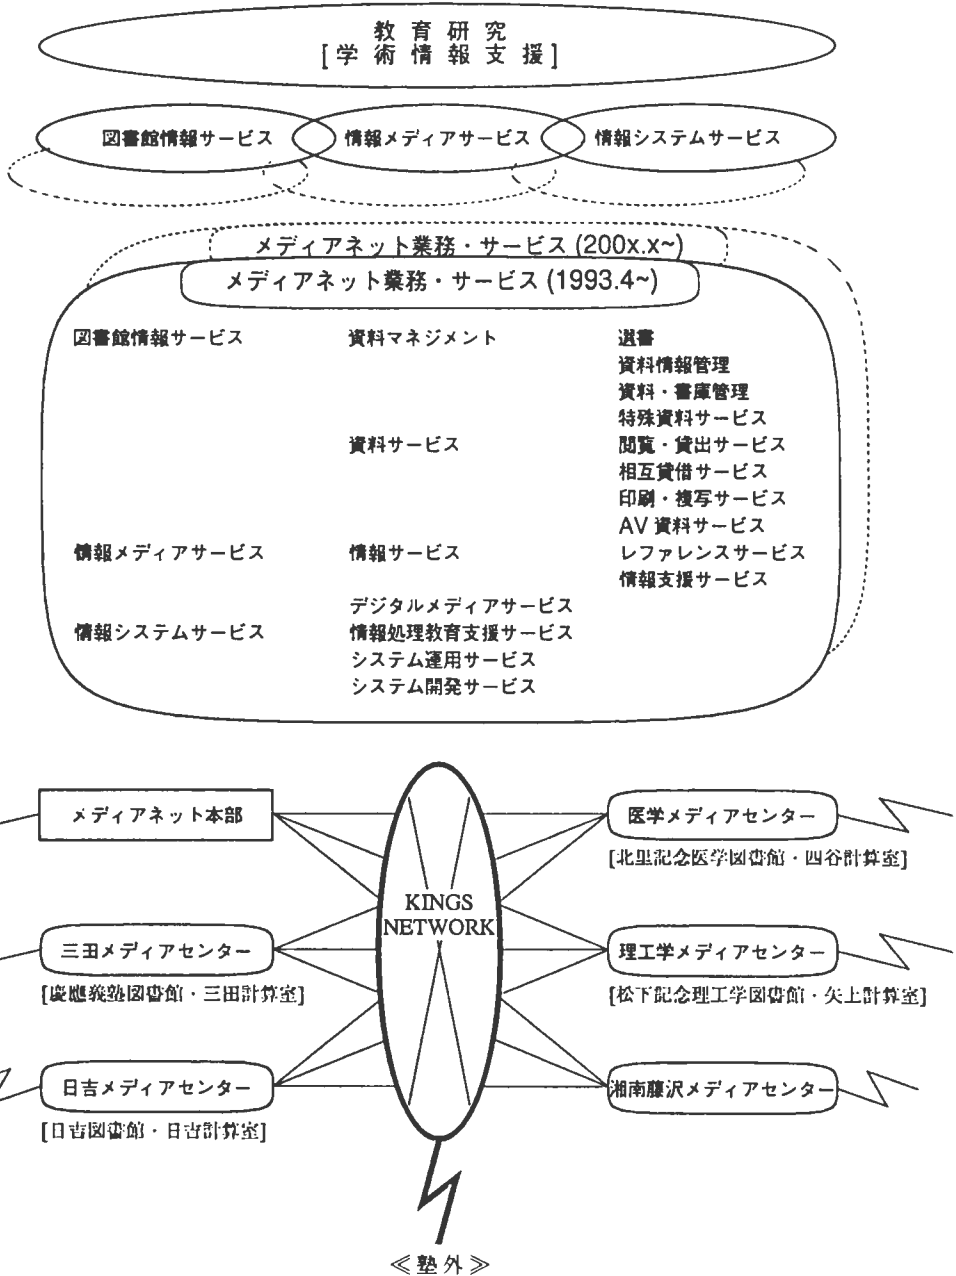 教育研究
[学術情報支援]
図書館情報サービス 情報メディアサービス 情報システムサービス
メディアネット業務・サービス (200x.x~)
メディアネット業務・サービス (1993.4~)
図書館情報サービス 資料マネジメント 選書
資料情報管理
資料・書庫管理
特殊資料サービス
資料サービス 閲覧・貸出サービス
相互貸借サービス
印刷・複写サービス
AV 資料サービス
情報メディアサービス 情報サービス レファレンスサービス
情報支援サービス
デジタルメディアサービス
情報システムサービス 情報処理教育支援サービス
システム運用サービス
システム開発サービス
メディアネット本部 医学メディアセンター
[北里記念医学図書館・四谷計算室]
KINGS
NETWORK
三田メディアセンター 理工学メディアセンター
[慶應義塾図書館・三田計算室] [松下記念理工学図書館・矢上計算室]
日吉メディアセンター 湘南藤沢メディアセンター
[日吉図書館・日吉計算室]
≪塾外≫